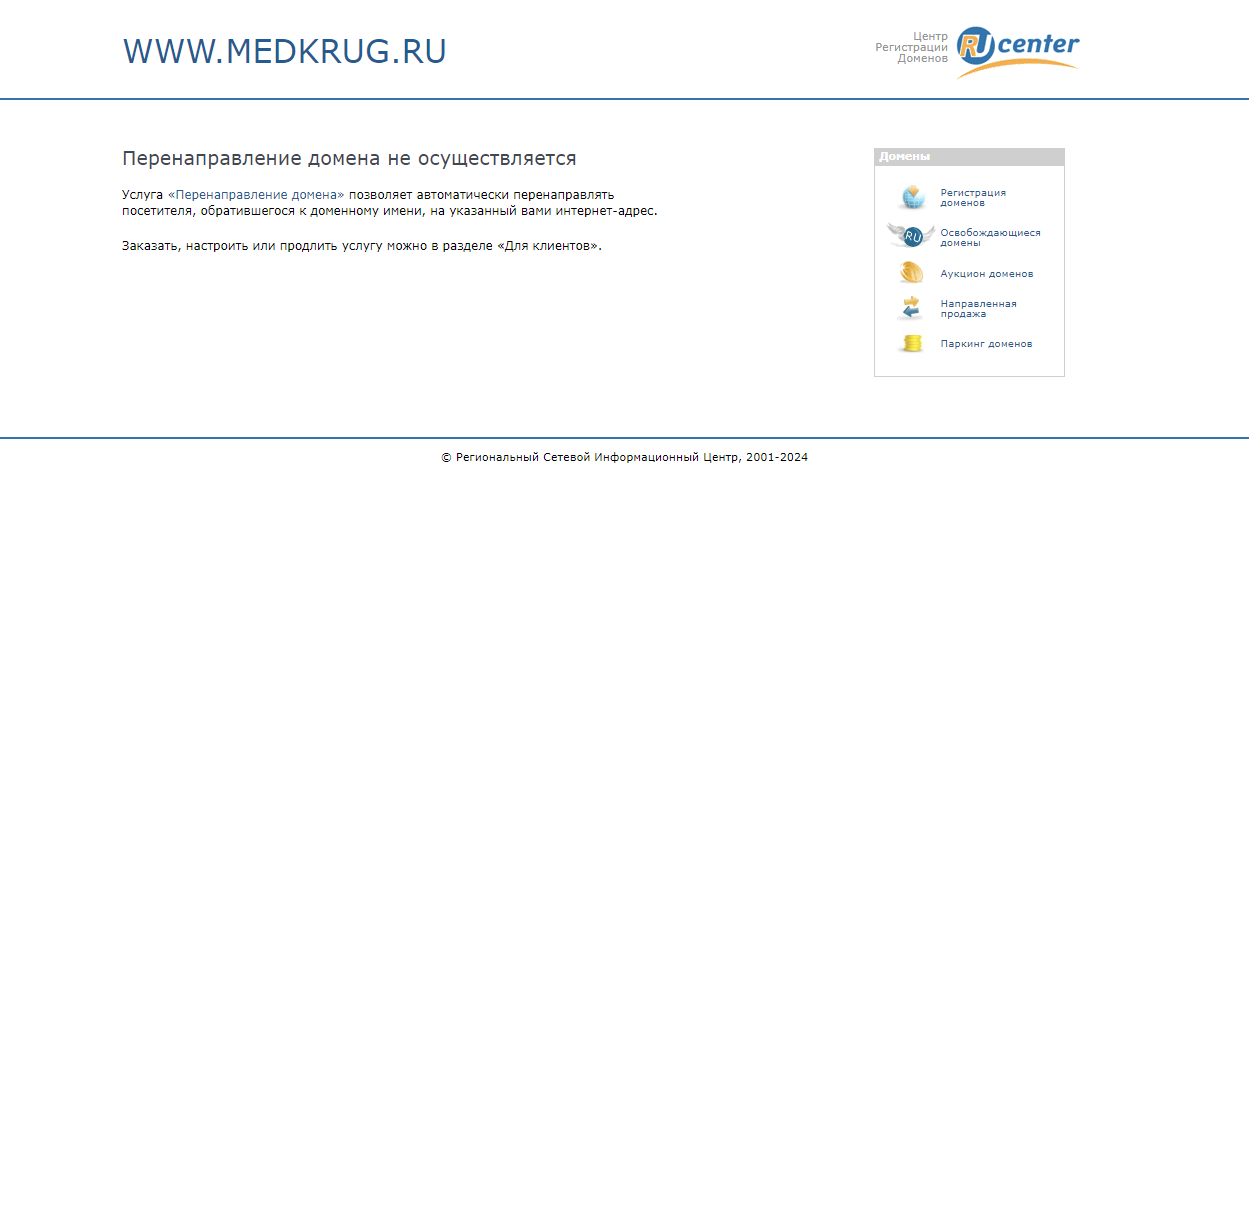 WWW.MEDKRUG.RU
Центр
Регистрации
Доменов
RU center
Перенаправление домена не осуществляется
Услуга «Перенаправление домена» позволяет автоматически перенаправлять
посетителя, обратившегося к доменному имени, на указанный вами интернет-адрес.
Заказать, настроить или продлить услугу можно в разделе «Для клиентов».
Домены
Регистрация
доменов
RU
Освобождающиеся
домены
Аукцион доменов
Направленная
продажа
Паркинг доменов
© Региональный Сетевой Информационный Центр, 2001-2024